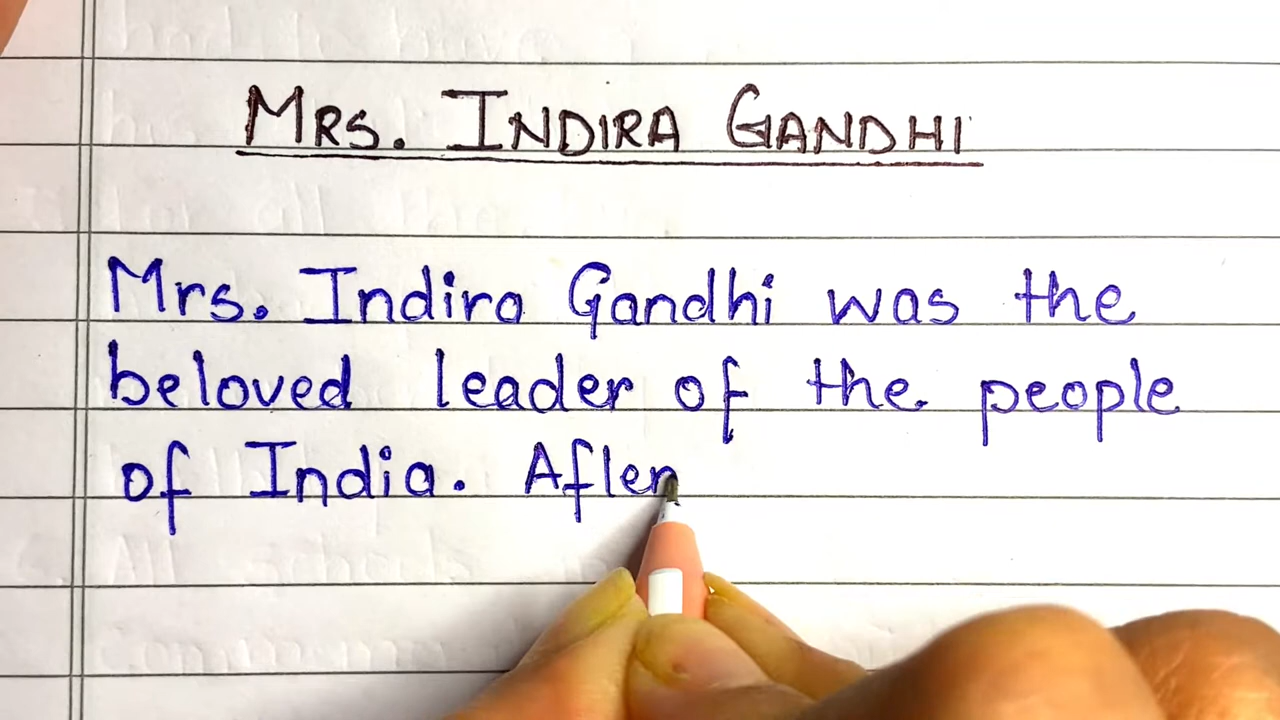 MRS. INDIRA GANDHI
Mrs. Indira Gandhi was the
beloved leader of the people
of India. After